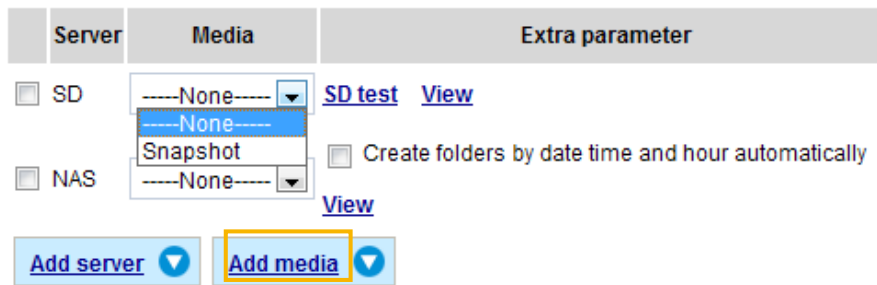 Server Media Extra parameter
SD -----None----- SD test View
-----None-----
Snapshot
Create folders by date time and hour automatically
NAS -----None-----
View
Add server Add media